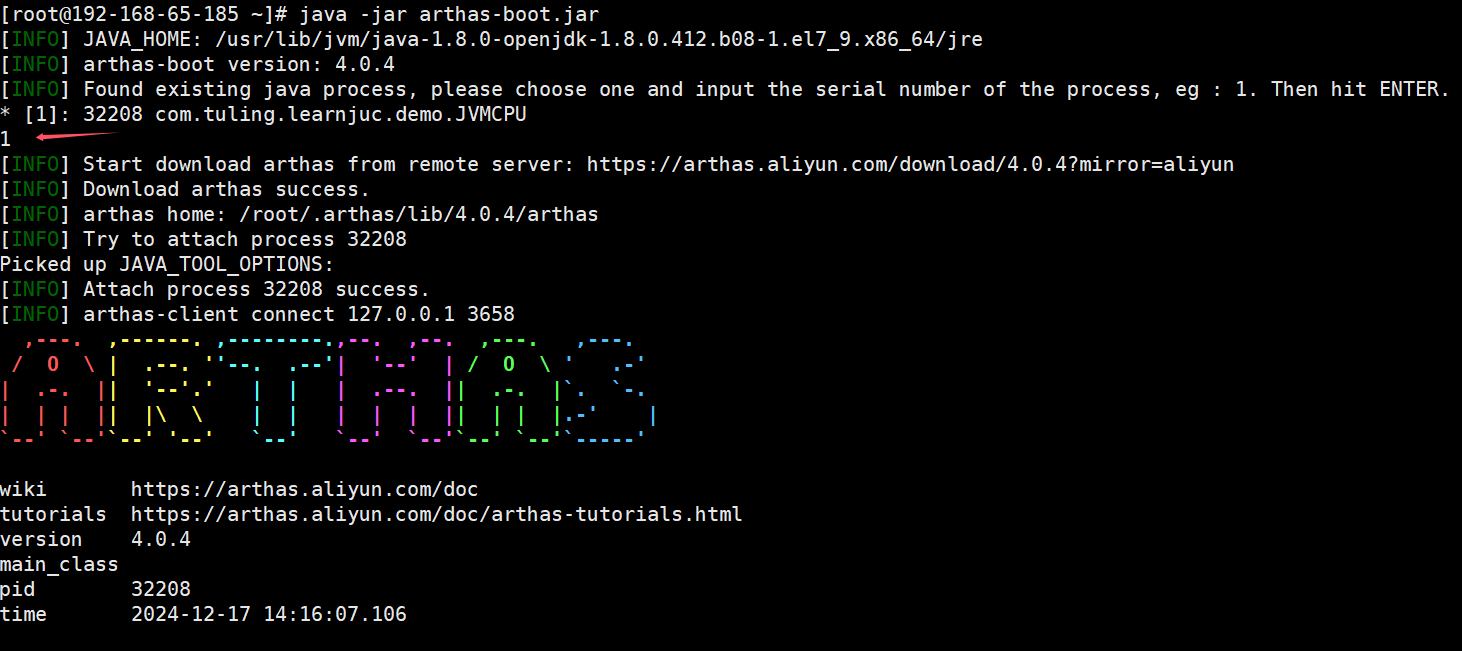 [root@192-168-65-185 ~]# java -jar arthas-boot.jar
[INFO] JAVA_HOME: /usr/lib/jvm/java-1.8.0-openjdk-1.8.0.412.b08-1.el7_9.x86_64/jre
[INFO] arthas-boot version: 4.0.4
[INFO] Found existing java process, please choose one and input the serial number of the process, eg : 1. Then hit ENTER.
* [1]: 32208 com.tuling.learnjuc.demo.JVMCPU
1
[INFO] Start download arthas from remote server: https://arthas.aliyun.com/download/4.0.4?mirror=aliyun
[INFO] Download arthas success.
[INFO] arthas home: /root/.arthas/lib/4.0.4/arthas
[INFO] Try to attach process 32208
Picked up JAVA_TOOL_OPTIONS:
[INFO] Attach process 32208 success.
[INFO] arthas-client connect 127.0.0.1 3658
  ,---.  ,------. ,--------.,--.  ,--.  ,---.   ,---.
 /  O  \ |  .--. ''--.  .--'|  '--'  | /  O  \ '   .-'
|  .-.  ||  '--'.'   |  |   |  .--.  ||  .-.  |`.  `-.
|  | |  ||  |\  \    |  |   |  |  |  ||  | |  |.-'    |
`--' `--'`--' '--'   `--'   `--'  `--'`--' `--'`-----'
wiki       https://arthas.aliyun.com/doc
tutorials  https://arthas.aliyun.com/doc/arthas-tutorials.html
version    4.0.4
main_class
pid        32208
time       2024-12-17 14:16:07.106